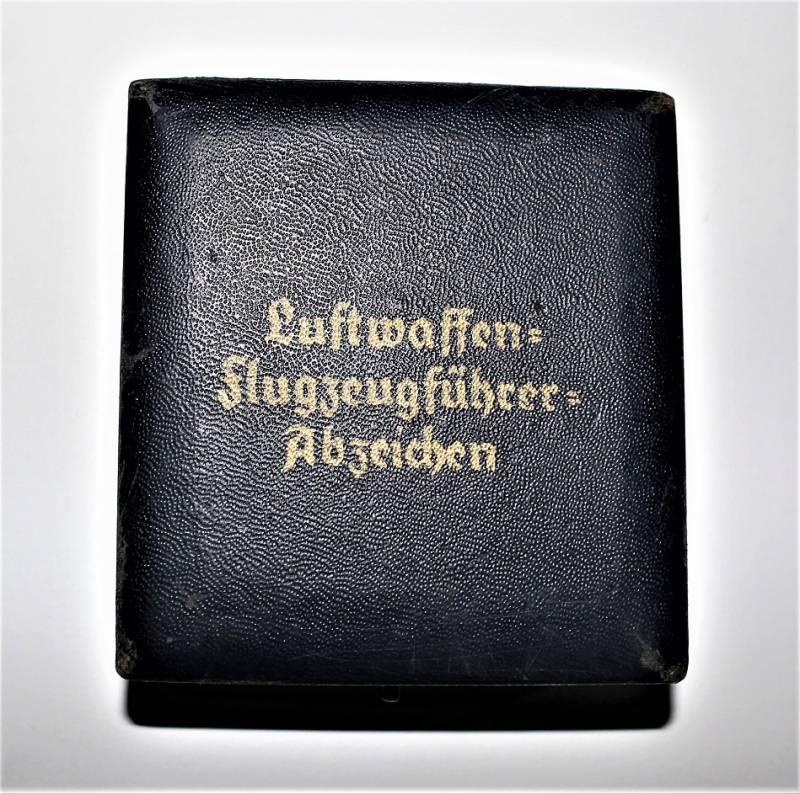 Luftwaffen=
Flugzeugführer=
Abzeichen